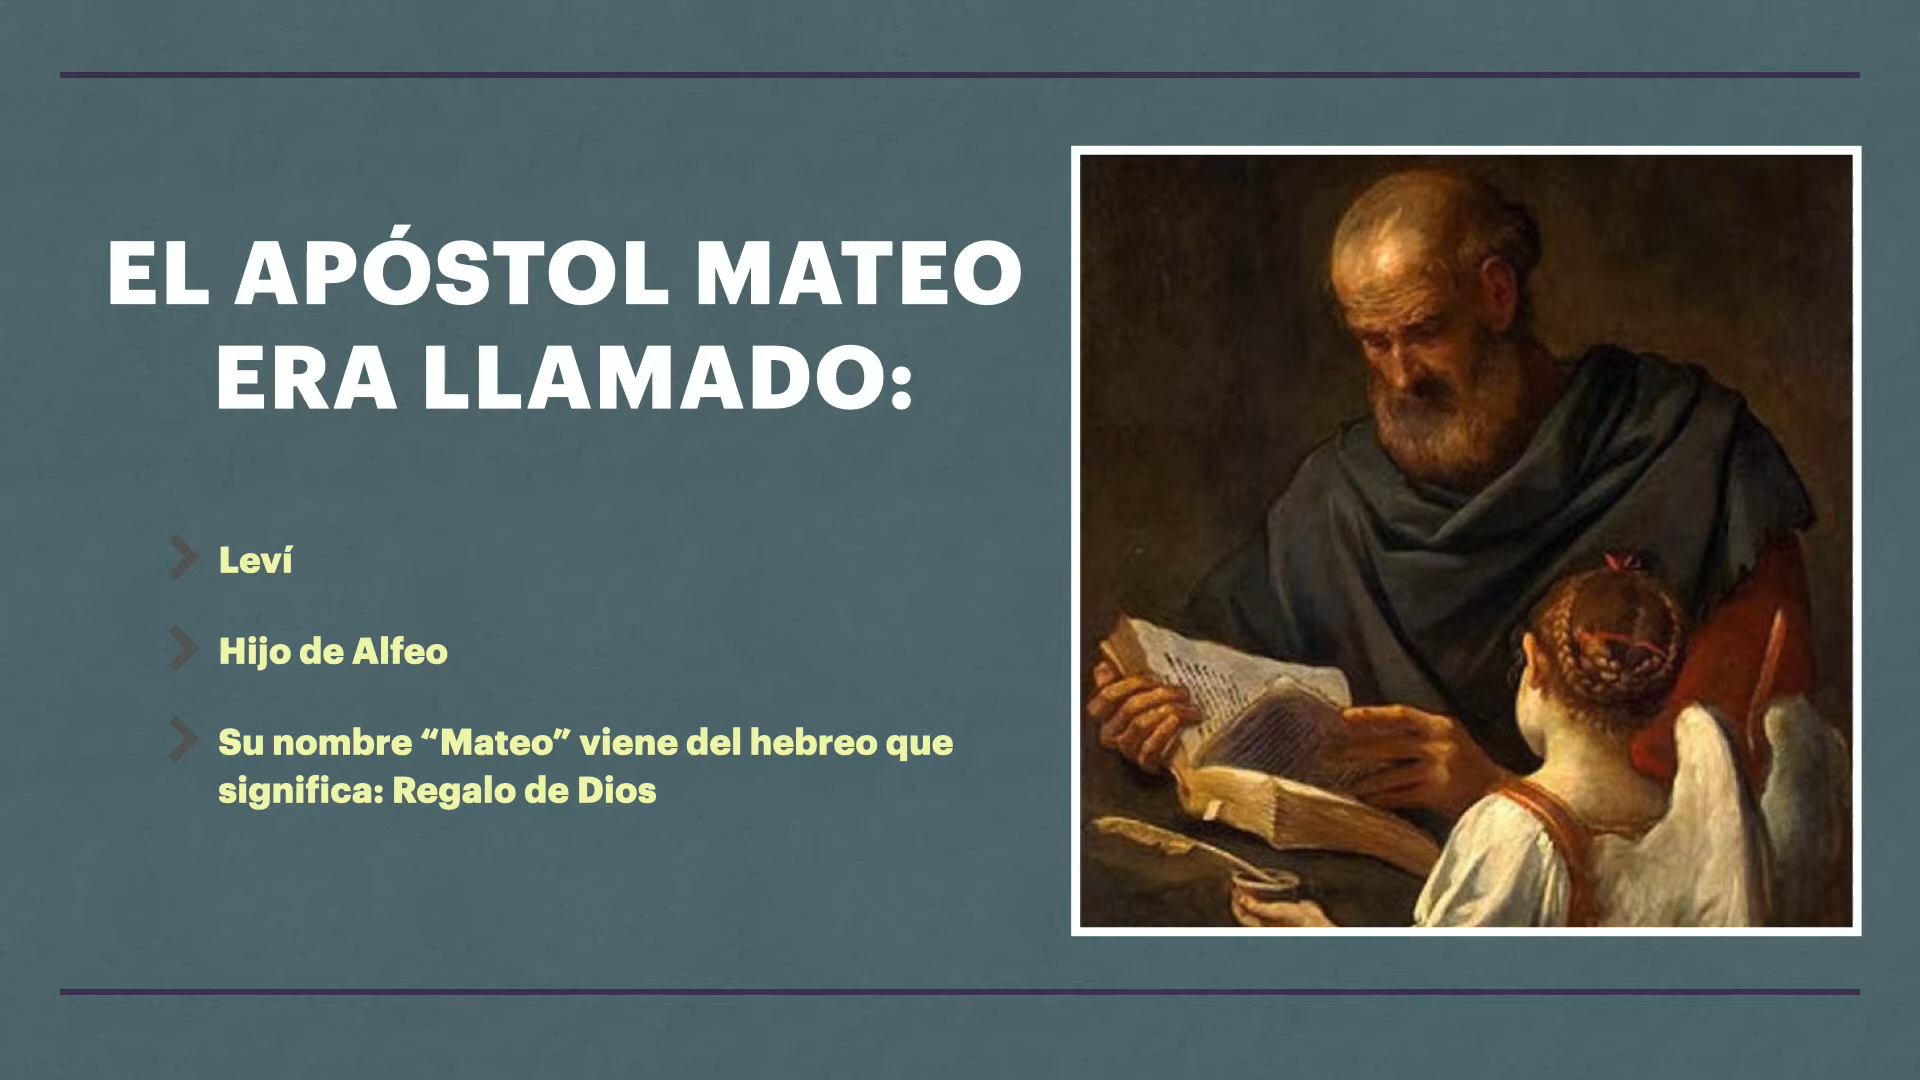 EL APÓSTOL MATEO
ERA LLAMADO:
Leví
Hijo de Alfeo
Su nombre “Mateo” viene del hebreo que
significa: Regalo de Dios